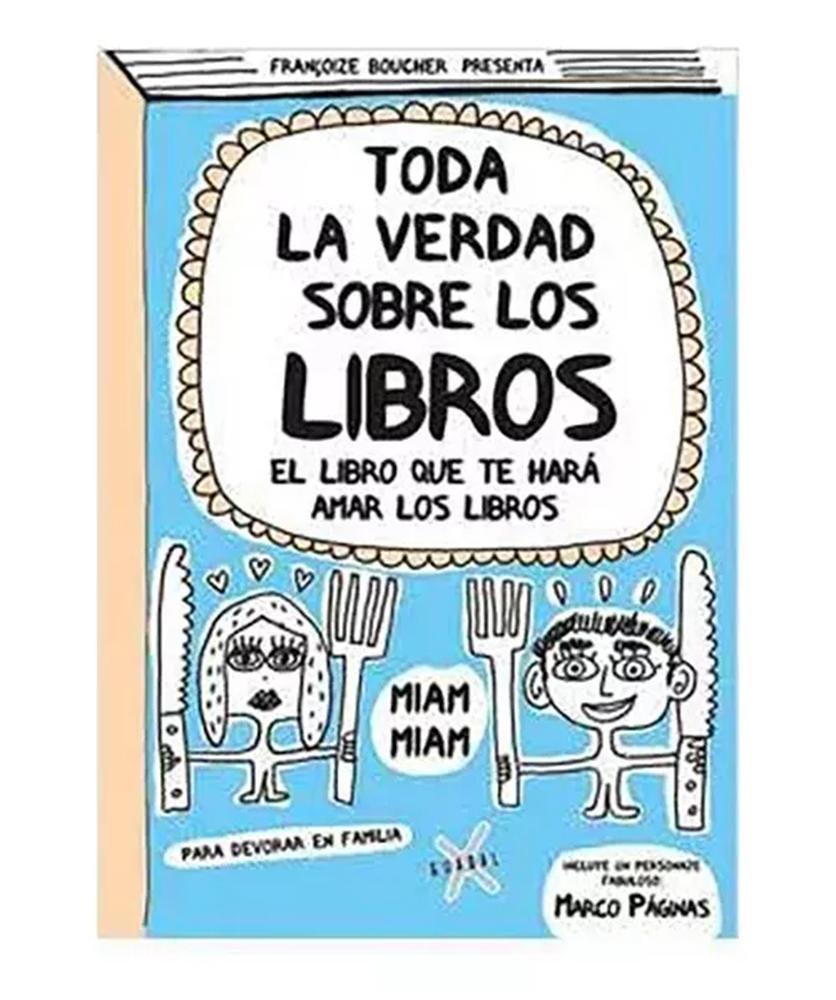 FRANÇOIZE BOUCHER PRESENTA
TODA
LA VERDAD
SOBRE LOS
LIBROS
EL LIBRO QUE TE HARÁ
AMAR LOS LIBROS
MIAM
MIAM
PARA DEVORAR EN FAMILIA
GUADAL
INCLUYE UN PERSONAJE
FABULOSO:
MARCO PÁGINAS